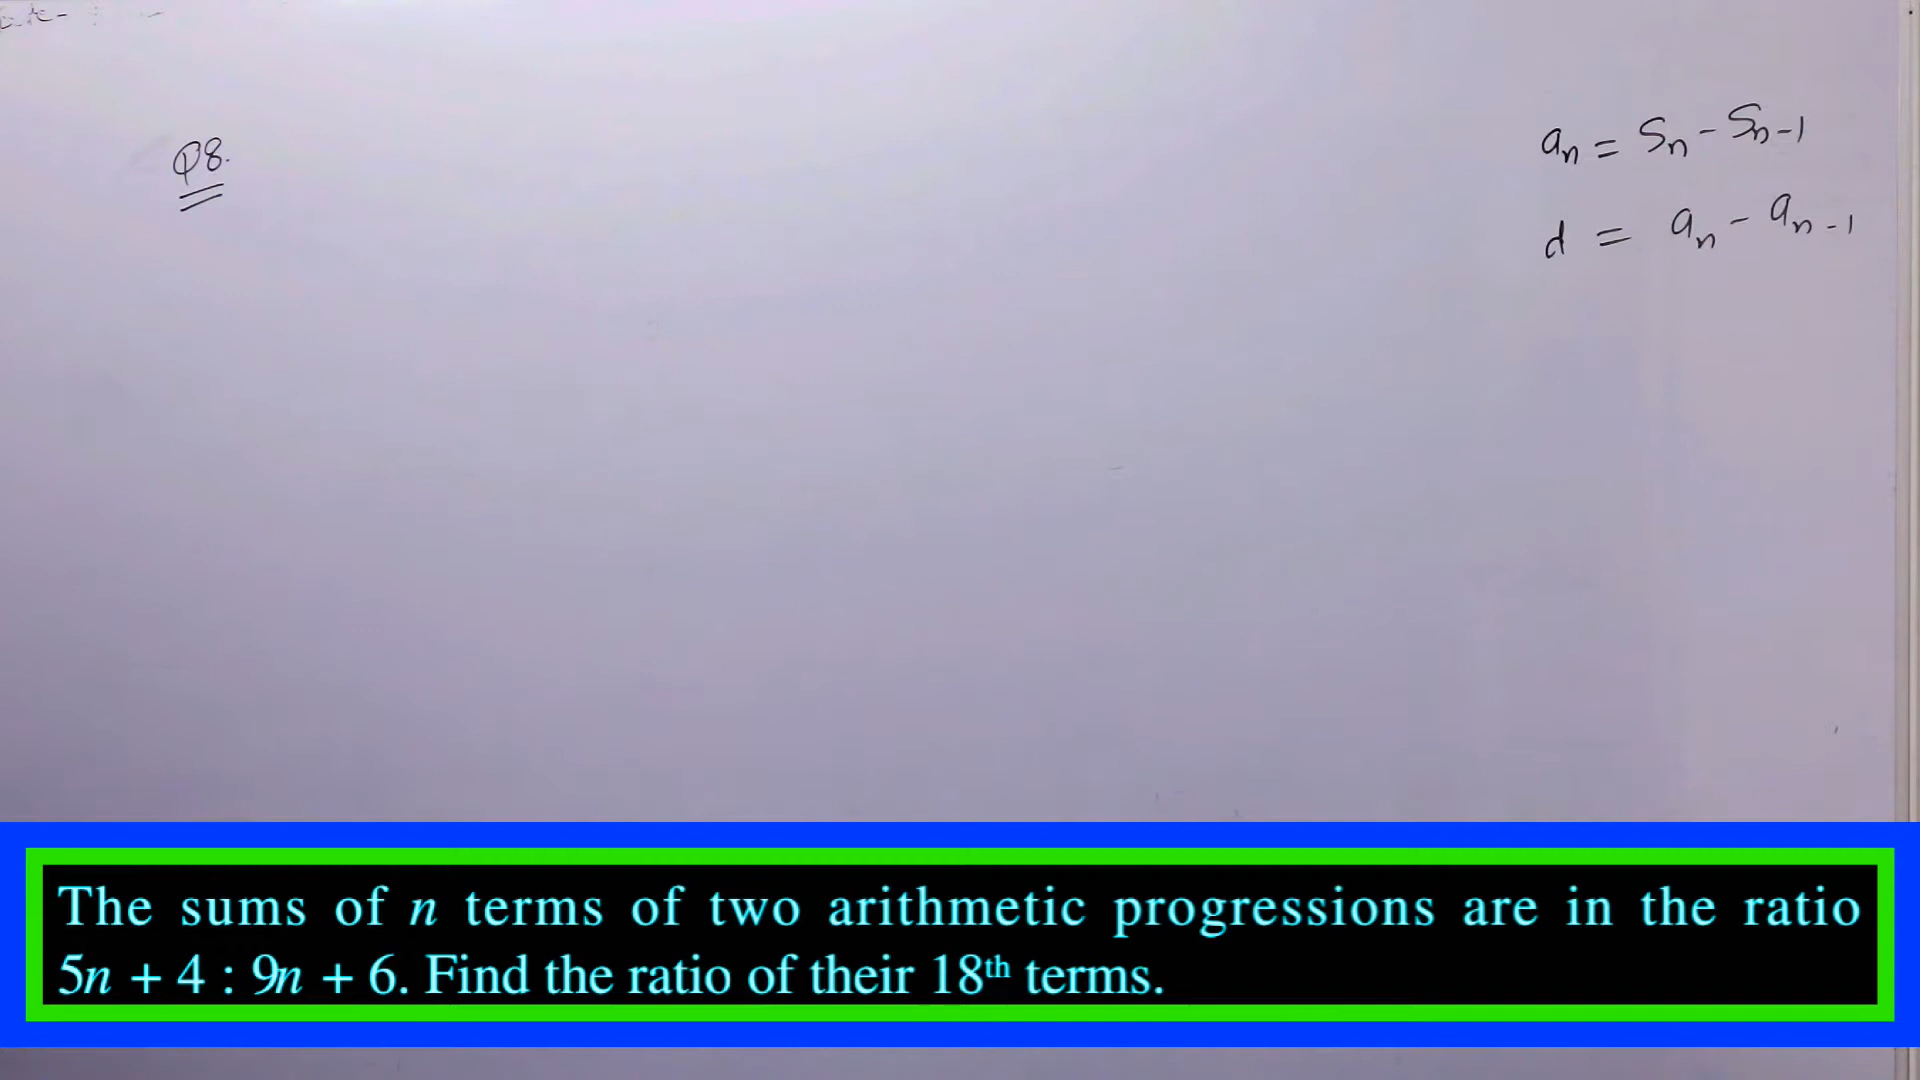 Q8.
aₙ = Sₙ - Sₙ₋₁
d = aₙ - aₙ₋₁
The sums of n terms of two arithmetic progressions are in the ratio
5n + 4 : 9n + 6. Find the ratio of their 18ᵗʰ terms.